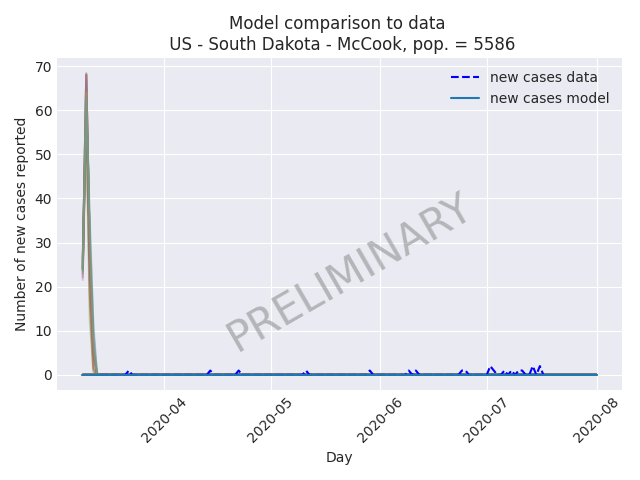 Model comparison to data
US - South Dakota - McCook, pop. = 5586
Number of new cases reported
70
60
50
40
30
20
10
0
new cases data
new cases model
PRELIMINARY
2020-04
2020-05
2020-06
2020-07
2020-08
Day